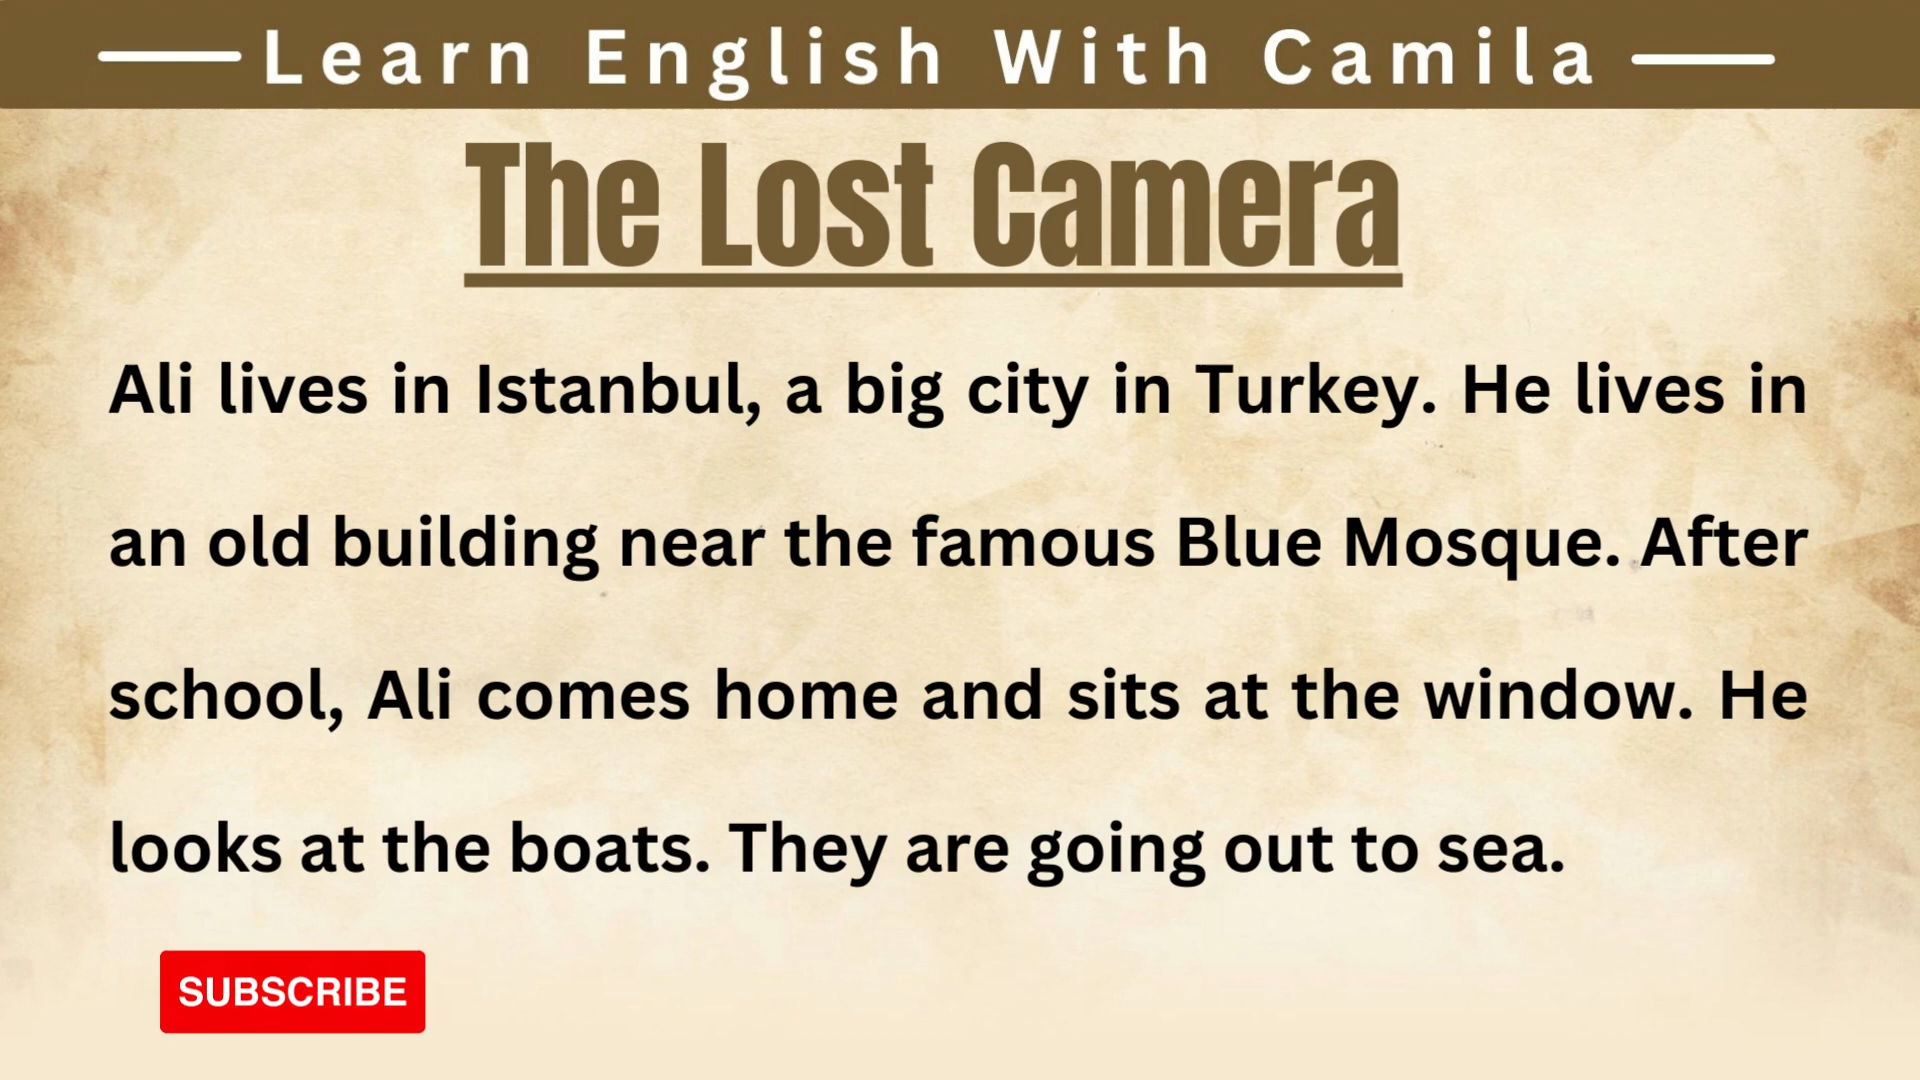 Learn English With Camila
The Lost Camera
Ali lives in Istanbul, a big city in Turkey. He lives in
an old building near the famous Blue Mosque. After
school, Ali comes home and sits at the window. He
looks at the boats. They are going out to sea.
SUBSCRIBE